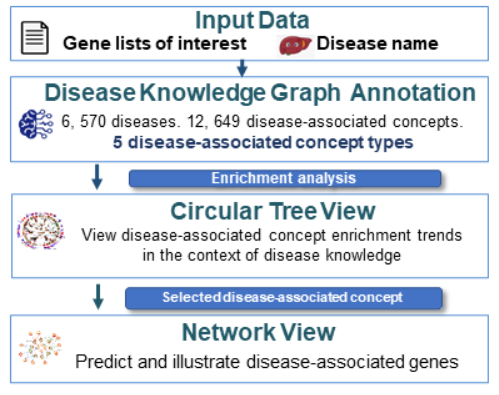 Input Data
Gene lists of interest Disease name
Disease Knowledge Graph Annotation
6, 570 diseases. 12, 649 disease-associated concepts.
5 disease-associated concept types
Enrichment analysis
Circular Tree View
View disease-associated concept enrichment trends
in the context of disease knowledge
Selected disease-associated concept
Network View
Predict and illustrate disease-associated genes